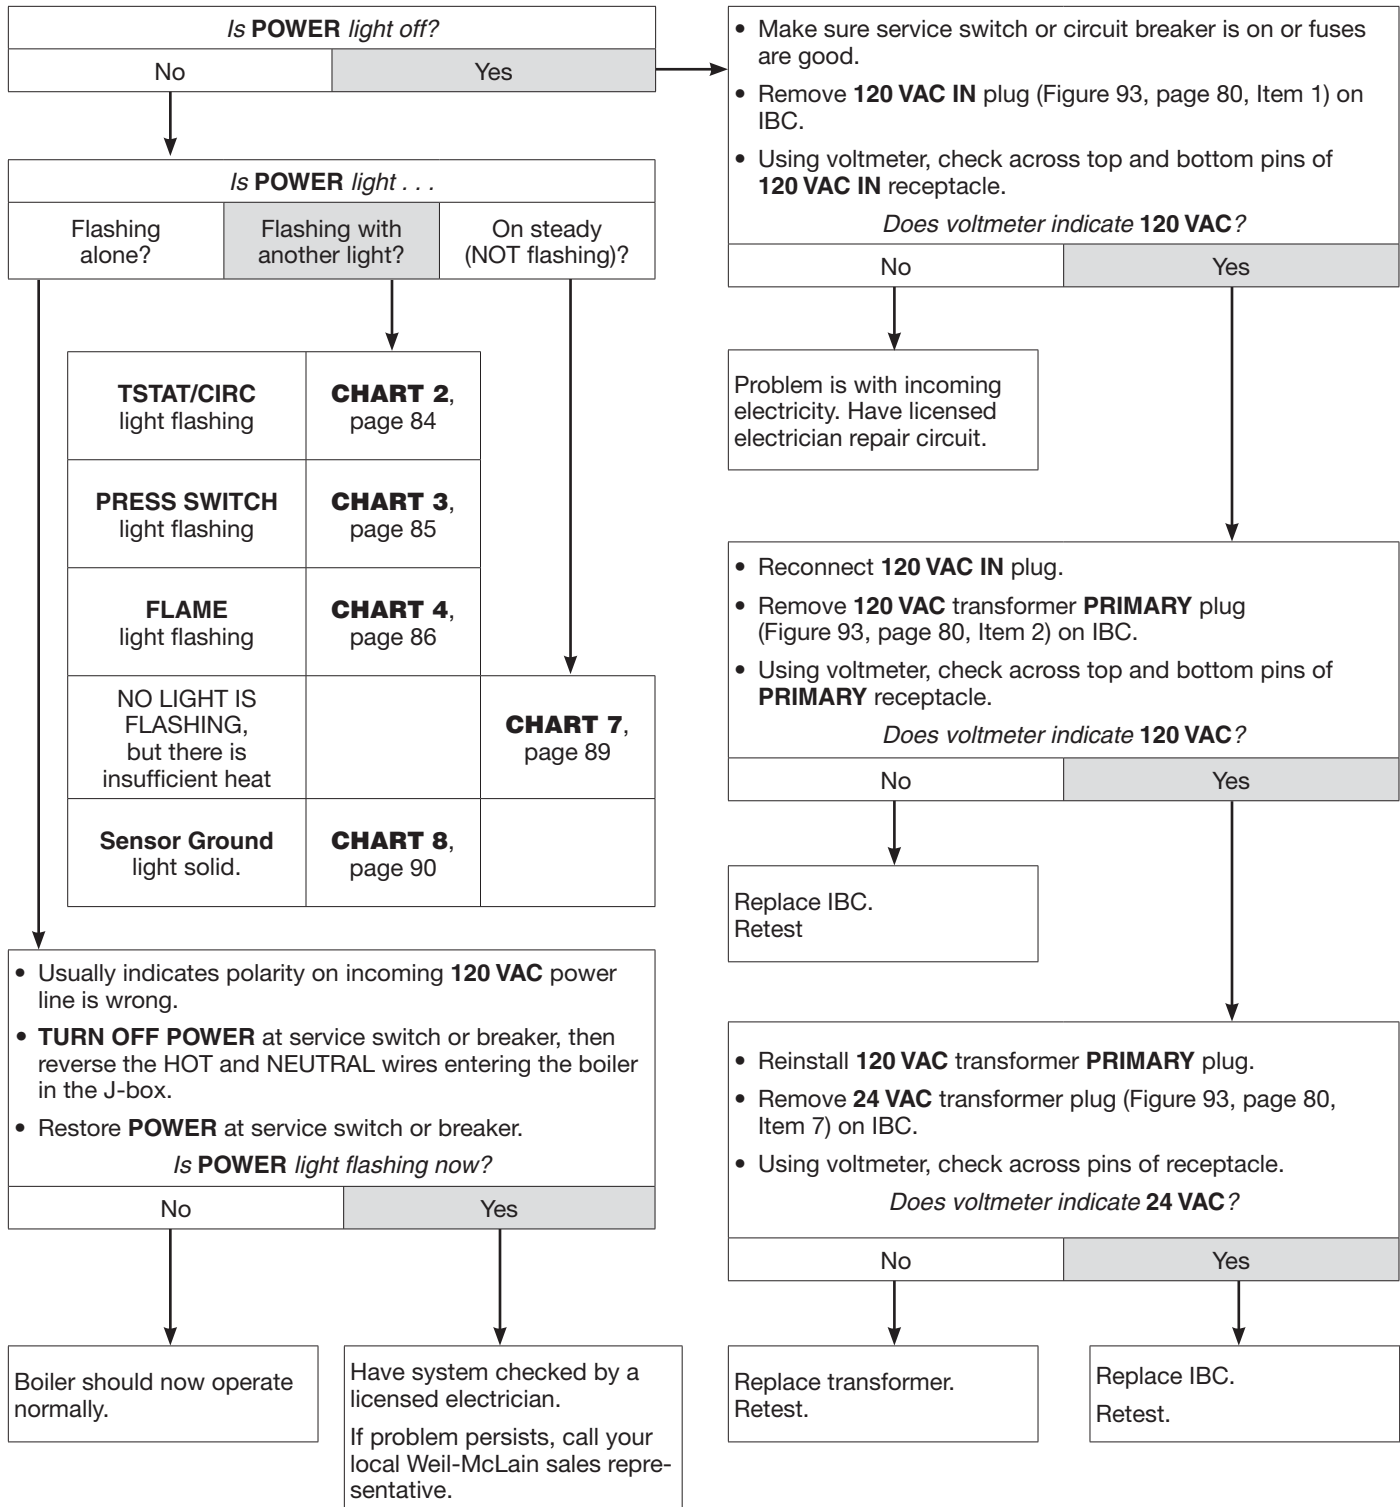 Is POWER light off?
No
Yes
Is POWER light . . .
Flashing
alone?
Flashing with
another light?
On steady
(NOT flashing)?
TSTAT/CIRC
light flashing
CHART 2,
page 84
PRESS SWITCH
light flashing
CHART 3,
page 85
FLAME
light flashing
CHART 4,
page 86
NO LIGHT IS
FLASHING,
but there is
insufficient heat
CHART 7,
page 89
Sensor Ground
light solid.
CHART 8,
page 90
• Usually indicates polarity on incoming 120 VAC power
line is wrong.
• TURN OFF POWER at service switch or breaker, then
reverse the HOT and NEUTRAL wires entering the boiler
in the J-box.
• Restore POWER at service switch or breaker.
Is POWER light flashing now?
No
Yes
Boiler should now operate
normally.
Have system checked by a
licensed electrician.
If problem persists, call your
local Weil-McLain sales repre-
sentative.
• Make sure service switch or circuit breaker is on or fuses
are good.
• Remove 120 VAC IN plug (Figure 93, page 80, Item 1) on
IBC.
• Using voltmeter, check across top and bottom pins of
120 VAC IN receptacle.
Does voltmeter indicate 120 VAC?
No
Yes
Problem is with incoming
electricity. Have licensed
electrician repair circuit.
• Reconnect 120 VAC IN plug.
• Remove 120 VAC transformer PRIMARY plug
(Figure 93, page 80, Item 2) on IBC.
• Using voltmeter, check across top and bottom pins of
PRIMARY receptacle.
Does voltmeter indicate 120 VAC?
No
Yes
Replace IBC.
Retest
• Reinstall 120 VAC transformer PRIMARY plug.
• Remove 24 VAC transformer plug (Figure 93, page 80,
Item 7) on IBC.
• Using voltmeter, check across pins of receptacle.
Does voltmeter indicate 24 VAC?
No
Yes
Replace transformer.
Retest.
Replace IBC.
Retest.